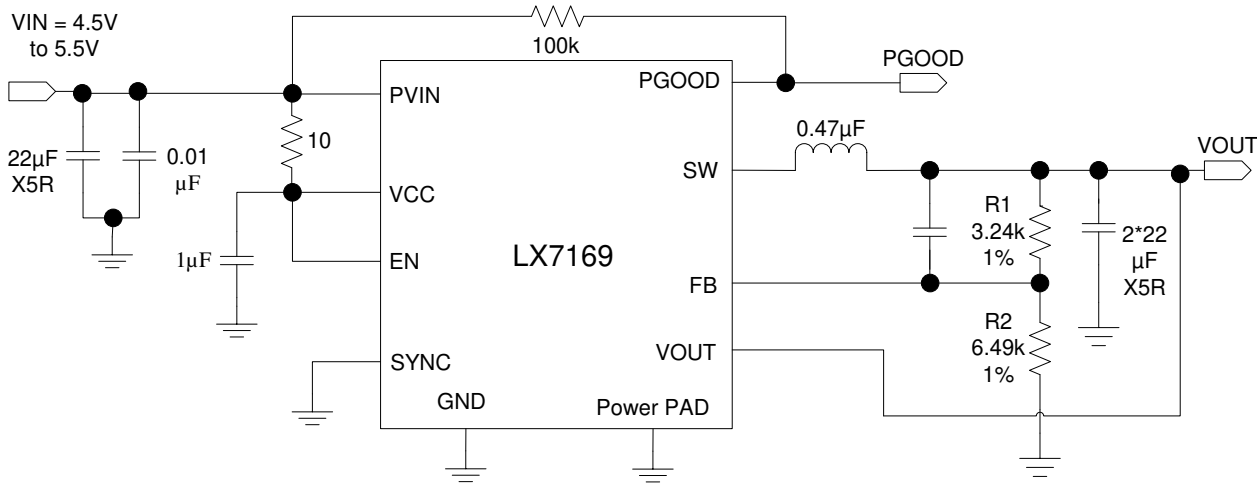 VIN = 4.5V
to 5.5V
100k
PGOOD
PVIN
PGOOD
10
0.47µF
VOUT
22µF
X5R
0.01
µF
SW
VCC
R1
3.24k
1%
2*22
µF
X5R
1µF
EN
LX7169
FB
R2
6.49k
1%
VOUT
SYNC
GND
Power PAD